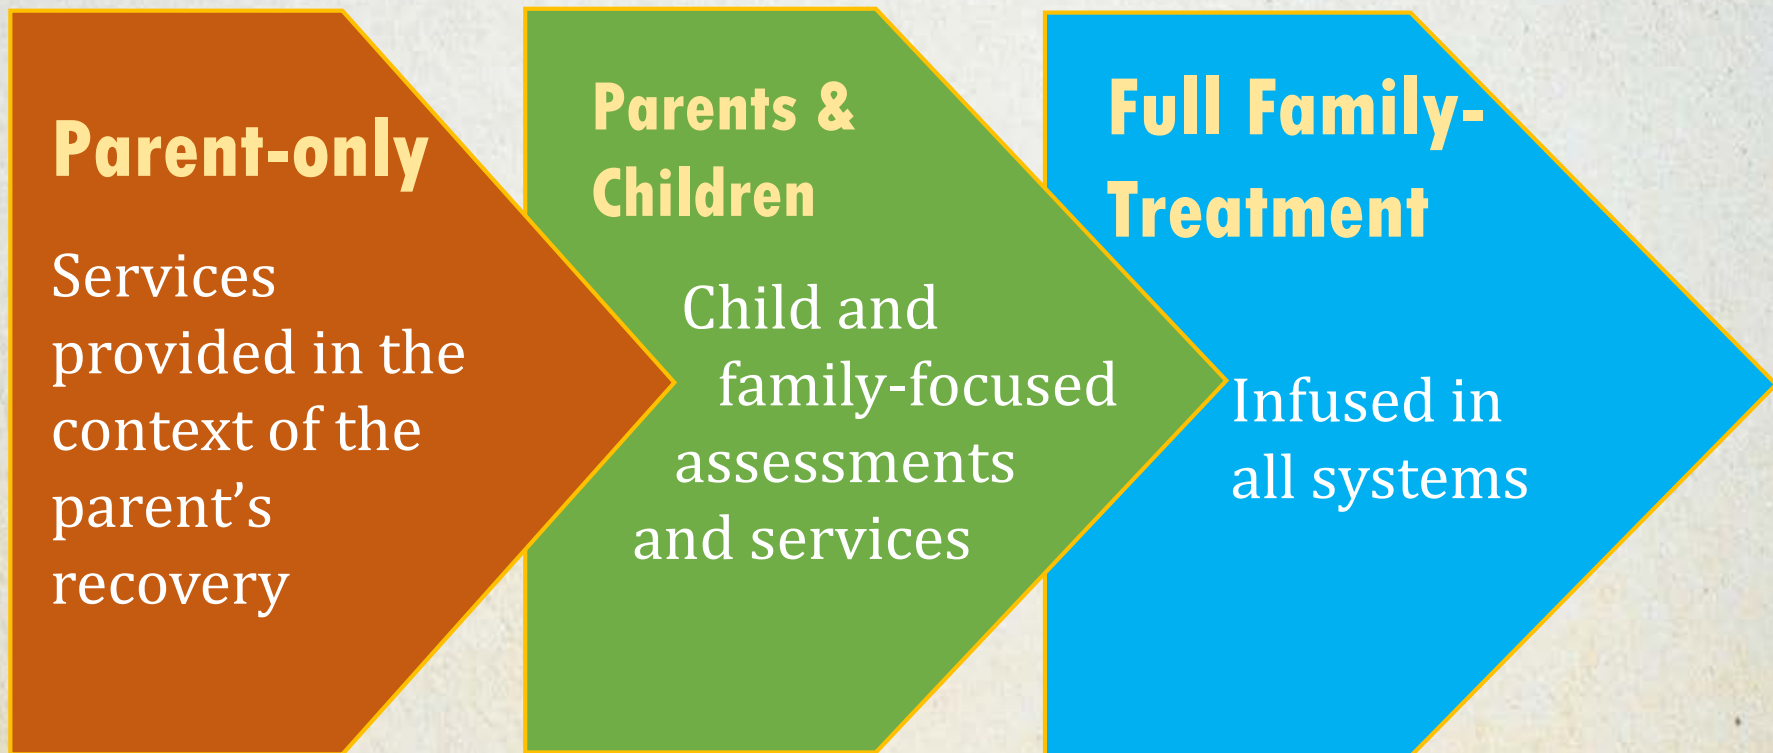 Parent-only
Services
provided in the
context of the
parent’s
recovery
Parents &
Children
Child and
family-focused
assessments
and services
Full Family-
Treatment
Infused in
all systems